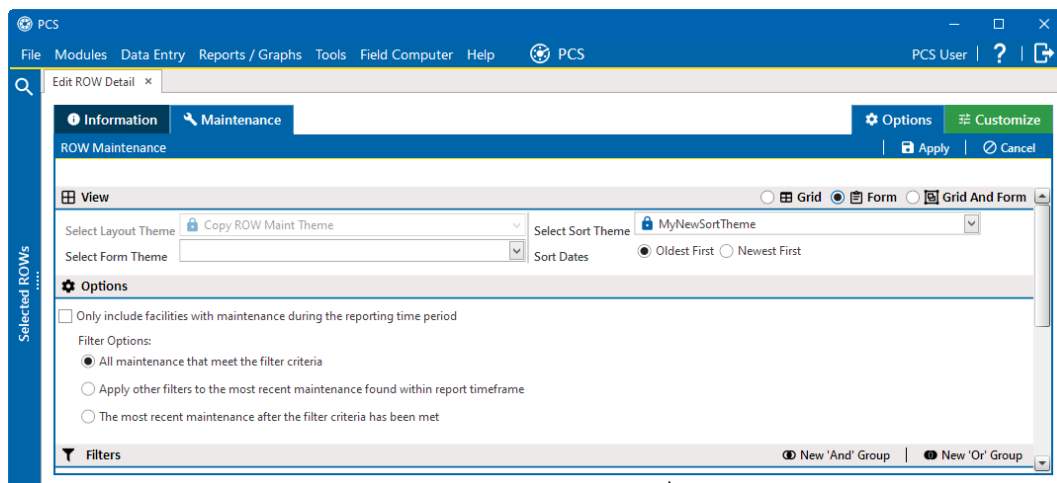 PCS
File Modules Data Entry Reports / Graphs Tools Field Computer Help PCS PCS User ?
Edit ROW Detail ×
Information Maintenance Options Customize
ROW Maintenance Apply Cancel
View Grid Form Grid And Form
Select Layout Theme Copy ROW Maint Theme Select Sort Theme MyNewSortTheme
Select Form Theme Sort Dates Oldest First Newest First
Options
Only include facilities with maintenance during the reporting time period
Filter Options:
All maintenance that meet the filter criteria
Apply other filters to the most recent maintenance found within report timeframe
The most recent maintenance after the filter criteria has been met
Filters New 'And' Group New 'Or' Group
Selected ROWs